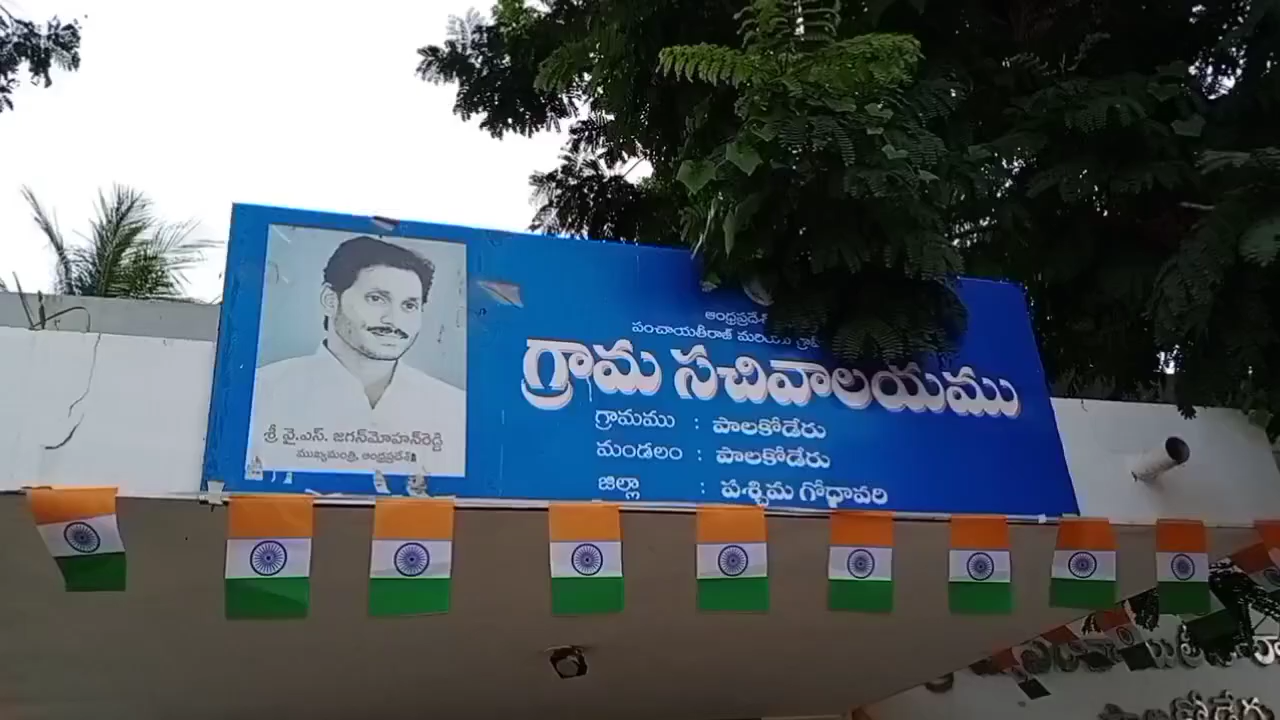 శ్రీ వై.ఎస్. జగన్‌మోహన్‌రెడ్డి
ముఖ్యమంత్రి, ఆంధ్రప్రదేశ్
ఆంధ్రప్రదేశ్
పంచాయతీరాజ్ మరియు
గ్రామ సచివాలయము
గ్రామము : పాలకోడేరు
మండలం : పాలకోడేరు
జిల్లా : పశ్చిమ గోదావరి